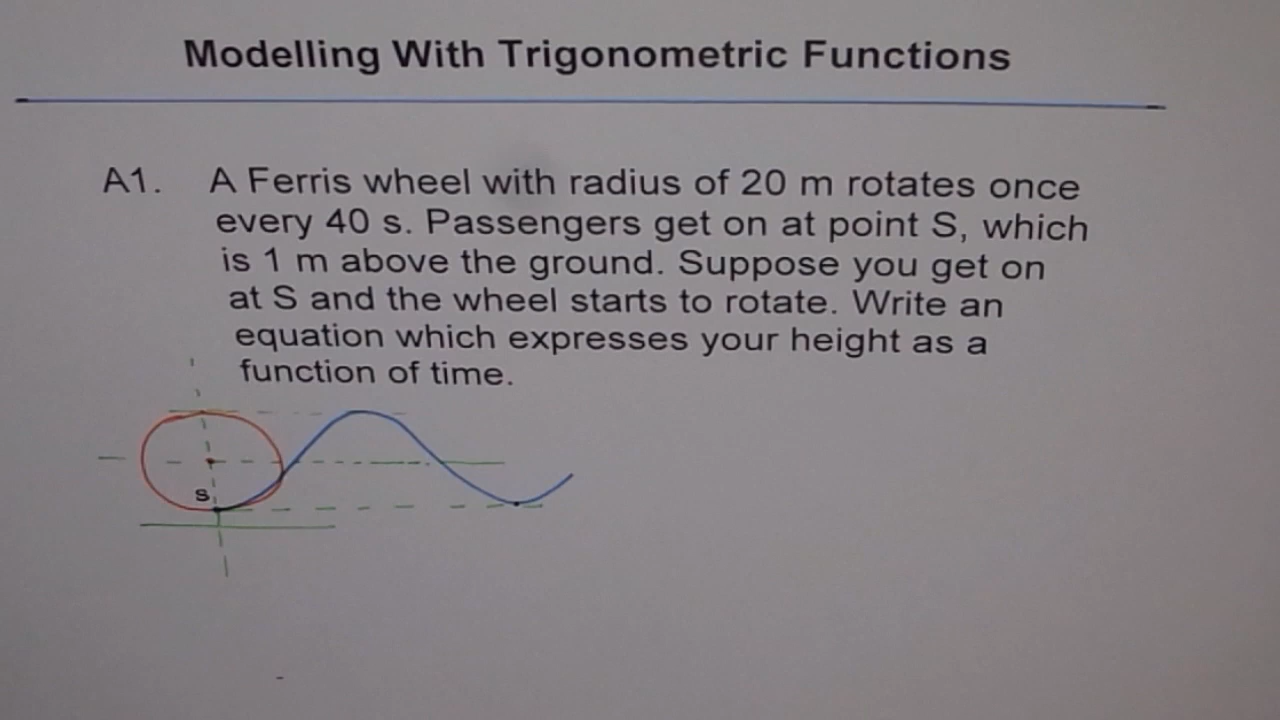 Modelling With Trigonometric Functions
A1. A Ferris wheel with radius of 20 m rotates once
every 40 s. Passengers get on at point S, which
is 1 m above the ground. Suppose you get on
at S and the wheel starts to rotate. Write an
equation which expresses your height as a
function of time.
S